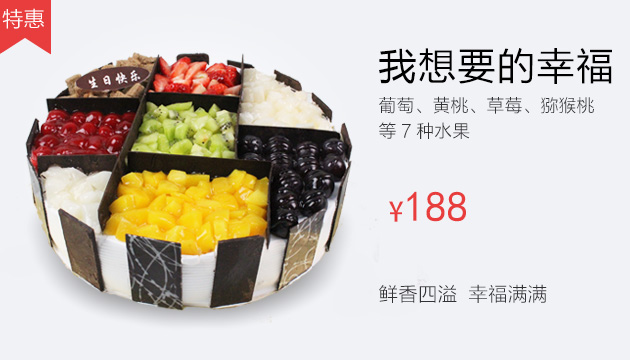 特惠
生日快乐
我想要的幸福
葡萄、黄桃、草莓、猕猴桃
等7种水果
¥188
鲜香四溢 幸福满满